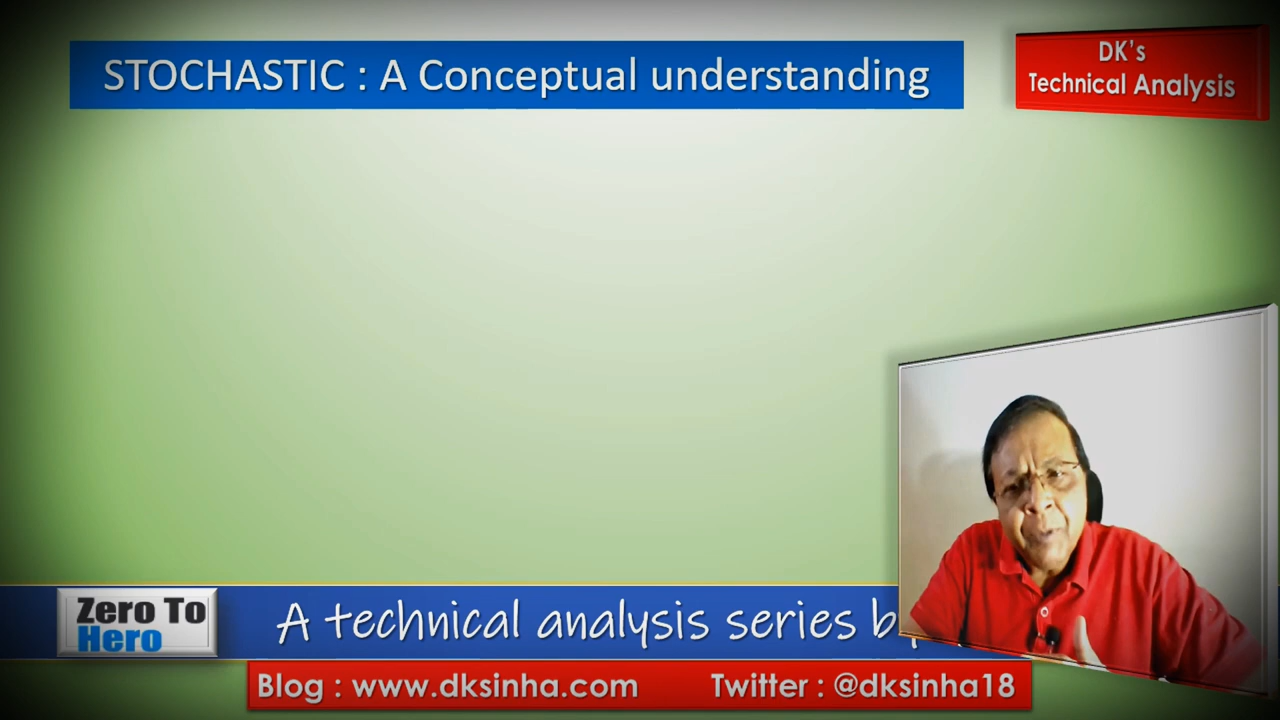 STOCHASTIC : A Conceptual understanding
DK's
Technical Analysis
Zero To
Hero
A technical analysis series
Blog : www.dksinha.com Twitter : @dksinha18